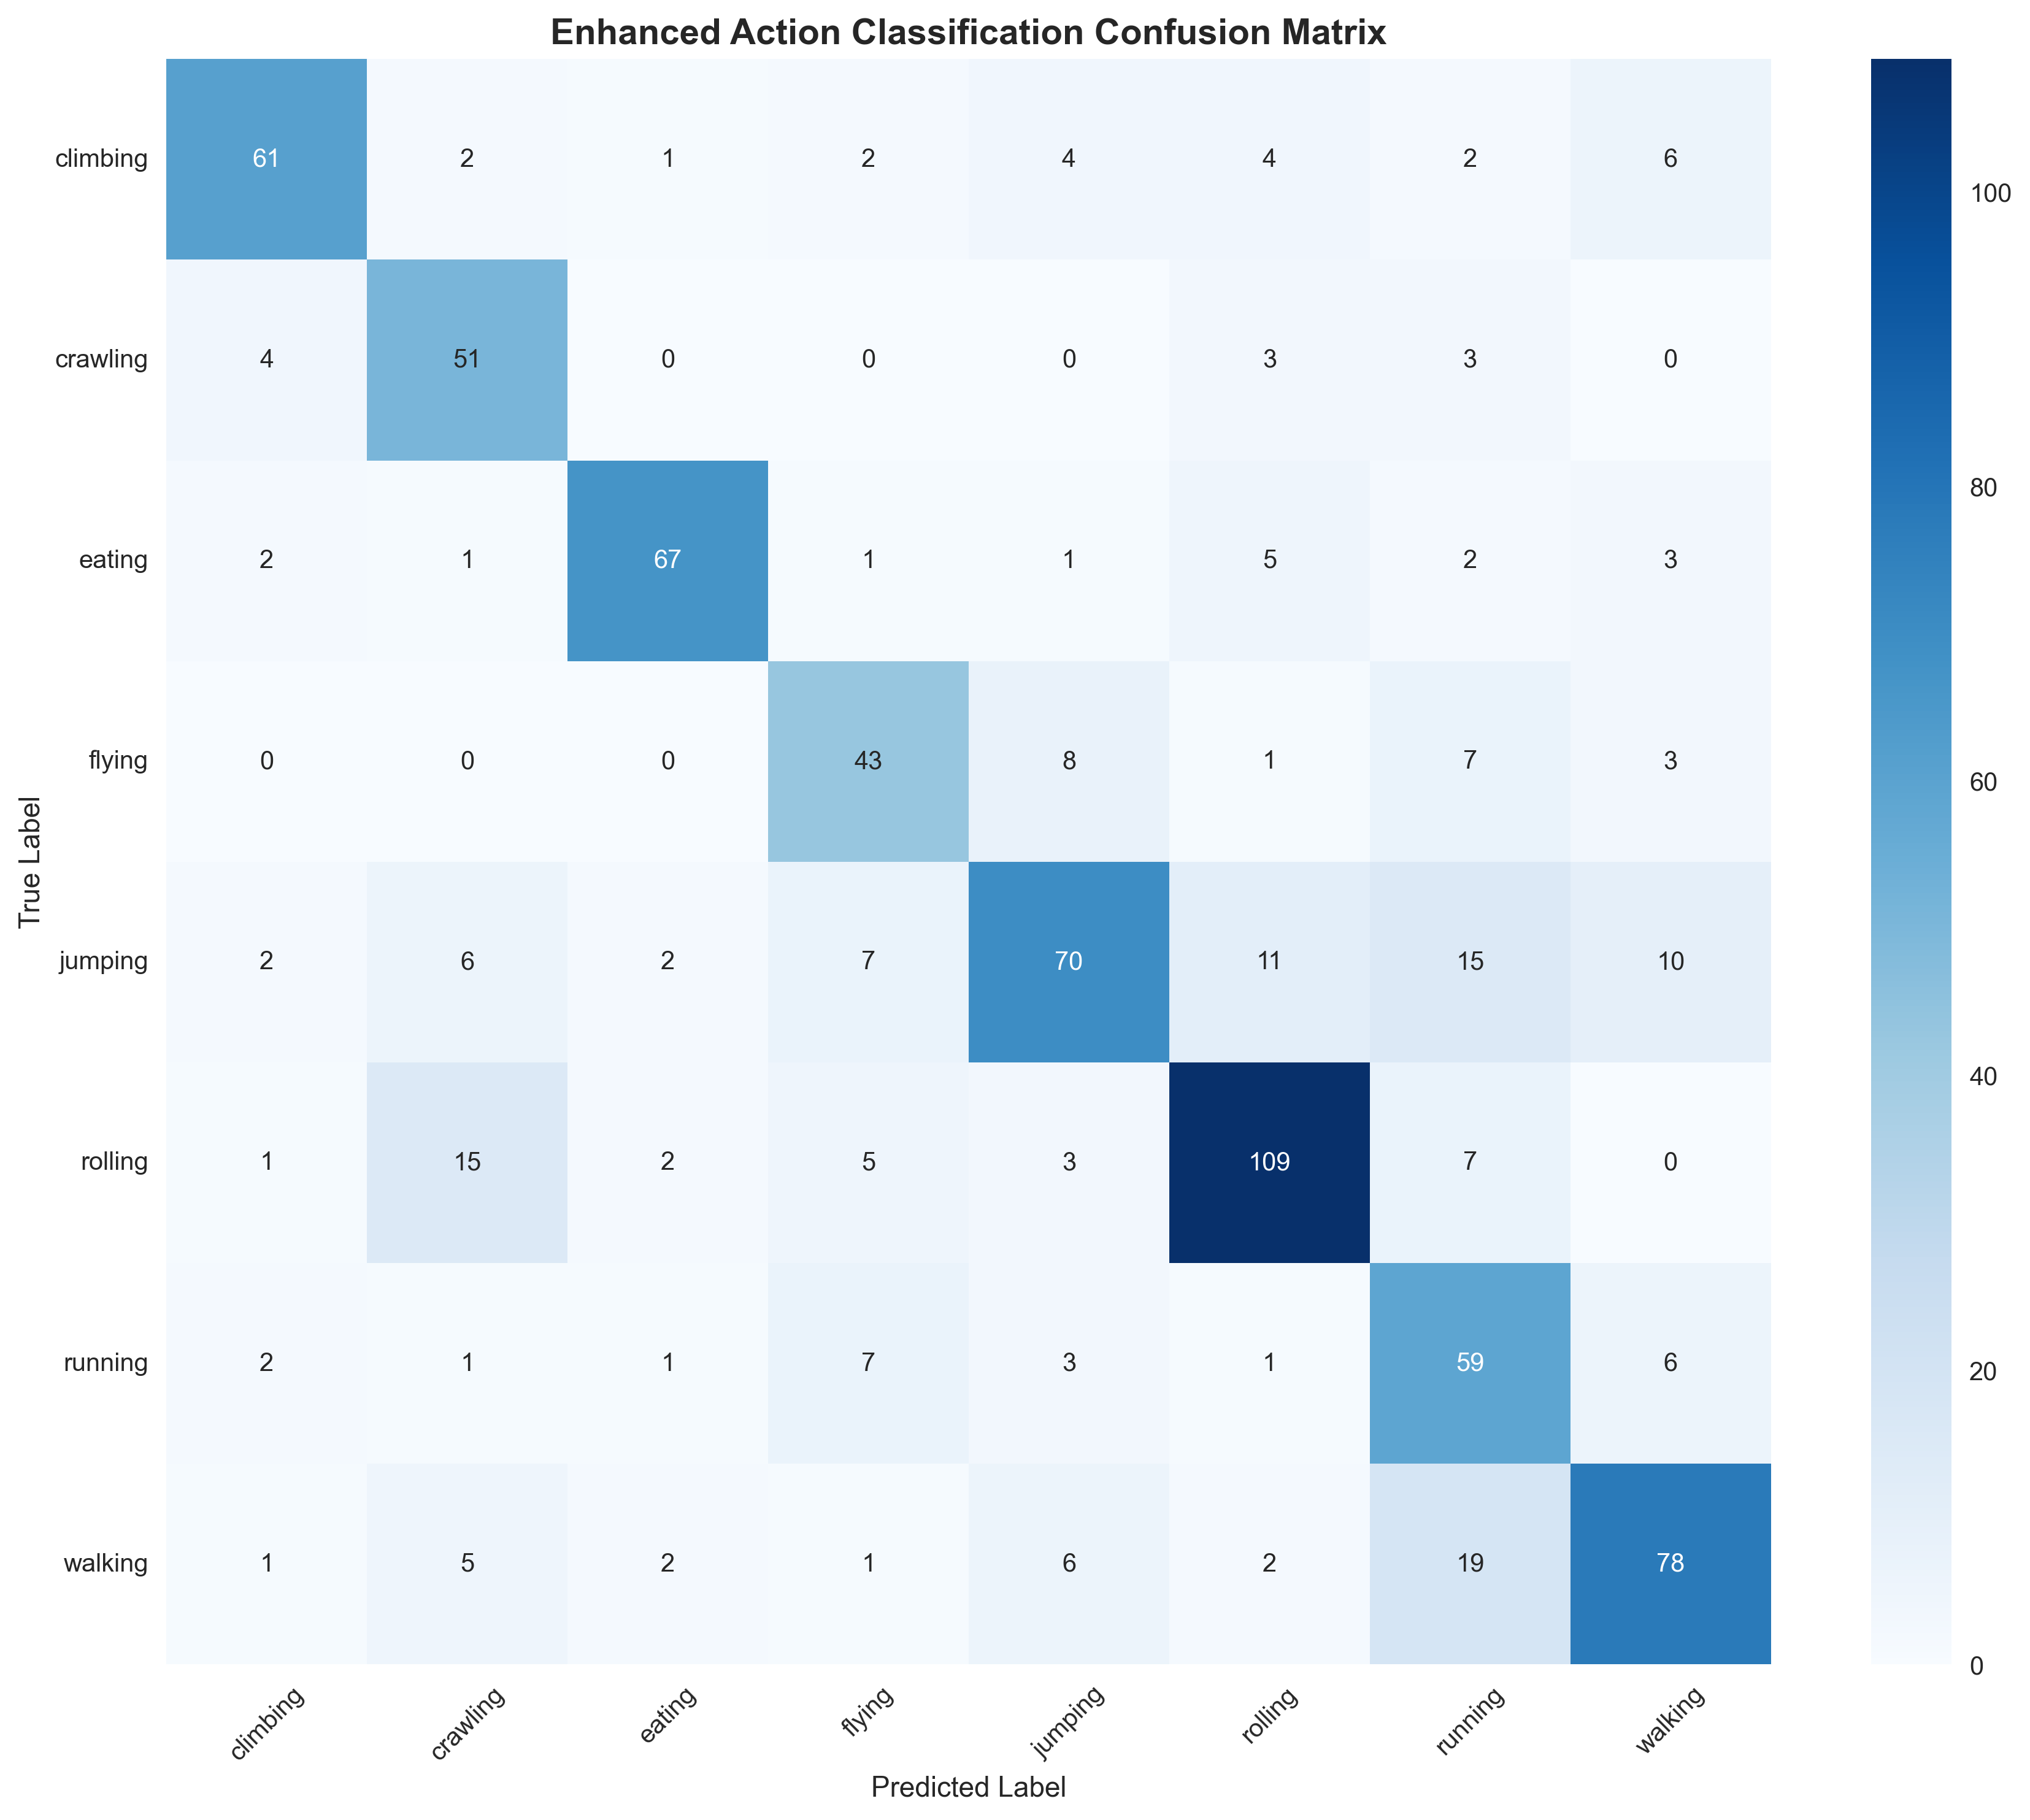 Enhanced Action Classification Confusion Matrix
climbing 61 2 1 2 4 4 2 6
crawling 4 51 0 0 0 3 3 0
eating 2 1 67 1 1 5 2 3
flying 0 0 0 43 8 1 7 3
jumping 2 6 2 7 70 11 15 10
rolling 1 15 2 5 3 109 7 0
running 2 1 1 7 3 1 59 6
walking 1 5 2 1 6 2 19 78
climbing crawling eating flying jumping rolling running walking
Predicted Label
True Label
100
80
60
40
20
0